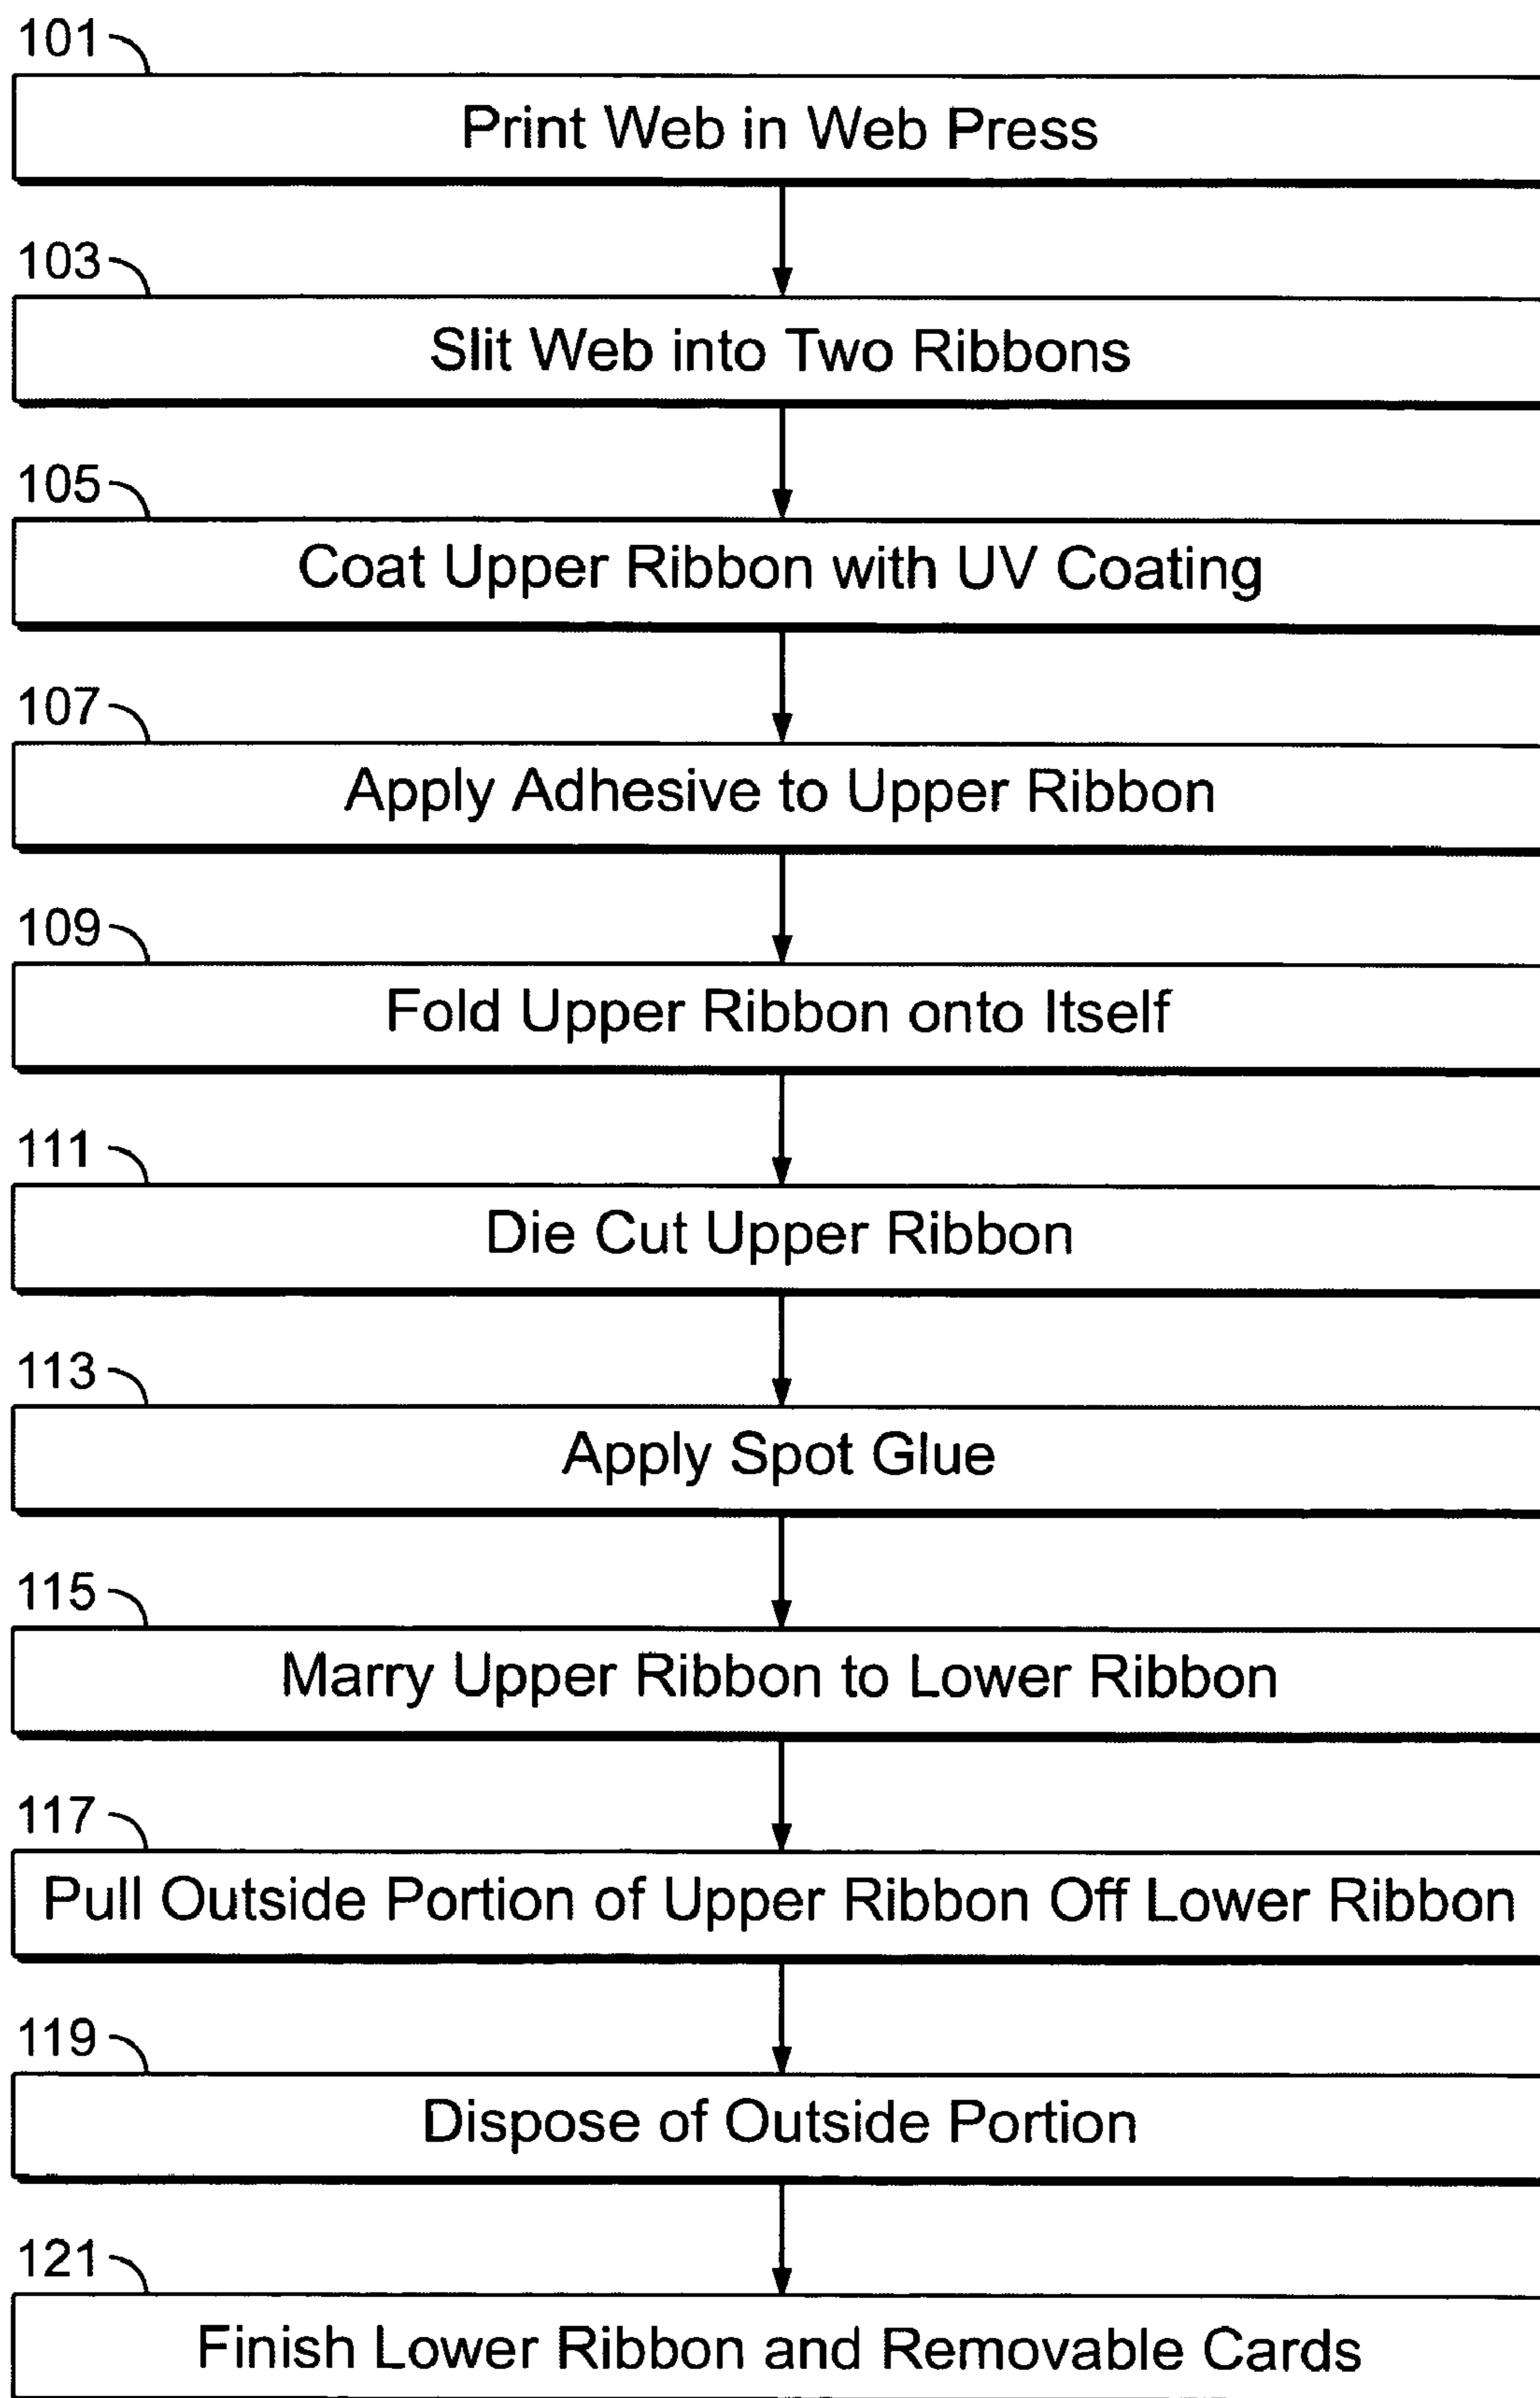 101
Print Web in Web Press
103
Slit Web into Two Ribbons
105
Coat Upper Ribbon with UV Coating
107
Apply Adhesive to Upper Ribbon
109
Fold Upper Ribbon onto Itself
111
Die Cut Upper Ribbon
113
Apply Spot Glue
115
Marry Upper Ribbon to Lower Ribbon
117
Pull Outside Portion of Upper Ribbon Off Lower Ribbon
119
Dispose of Outside Portion
121
Finish Lower Ribbon and Removable Cards